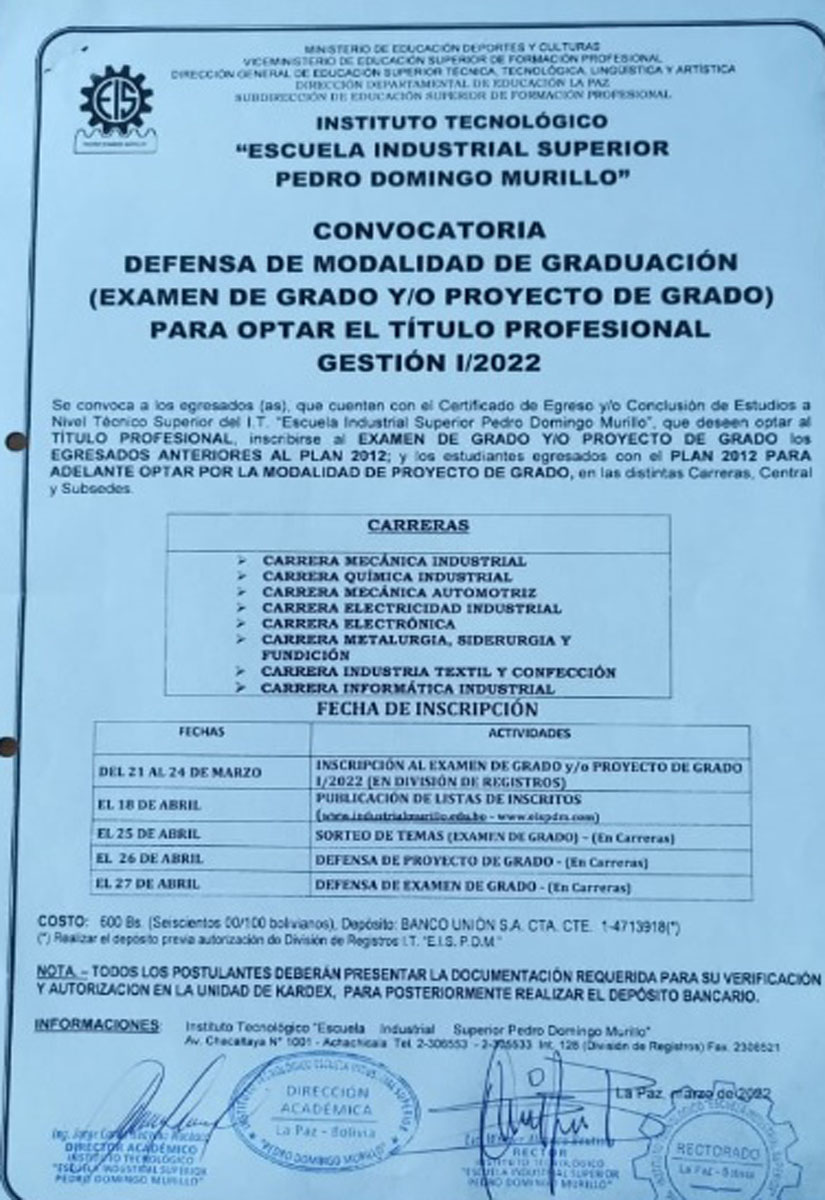 MINISTERIO DE EDUCACIÓN DEPORTES Y CULTURAS
VICEMINISTERIO DE EDUCACIÓN SUPERIOR DE FORMACIÓN PROFESIONAL
DIRECCIÓN GENERAL DE EDUCACIÓN SUPERIOR TÉCNICA, TECNOLÓGICA, LINGÜÍSTICA Y ARTÍSTICA
DIRECCIÓN DEPARTAMENTAL DE EDUCACIÓN LA PAZ
SUBDIRECCIÓN DE EDUCACIÓN SUPERIOR DE FORMACIÓN PROFESIONAL
EIS
INSTITUTO TECNOLÓGICO
“ESCUELA INDUSTRIAL SUPERIOR
PEDRO DOMINGO MURILLO”
CONVOCATORIA
DEFENSA DE MODALIDAD DE GRADUACIÓN
(EXAMEN DE GRADO Y/O PROYECTO DE GRADO)
PARA OPTAR EL TÍTULO PROFESIONAL
GESTIÓN I/2022
Se convoca a los egresados (as), que cuenten con el Certificado de Egreso y/o Conclusión de Estudios a
Nivel Técnico Superior del I.T. "Escuela Industrial Superior Pedro Domingo Murillo", que deseen optar al
TÍTULO PROFESIONAL, inscribirse al EXAMEN DE GRADO Y/O PROYECTO DE GRADO los
EGRESADOS ANTERIORES AL PLAN 2012; y los estudiantes egresados con el PLAN 2012 PARA
ADELANTE OPTAR POR LA MODALIDAD DE PROYECTO DE GRADO, en las distintas Carreras, Central
y Subsedes.
CARRERAS
➢ CARRERA MECÁNICA INDUSTRIAL
➢ CARRERA QUÍMICA INDUSTRIAL
➢ CARRERA MECÁNICA AUTOMOTRIZ
➢ CARRERA ELECTRICIDAD INDUSTRIAL
➢ CARRERA ELECTRÓNICA
➢ CARRERA METALURGIA, SIDERURGIA Y
FUNDICIÓN
➢ CARRERA INDUSTRIA TEXTIL Y CONFECCIÓN
➢ CARRERA INFORMÁTICA INDUSTRIAL
FECHA DE INSCRIPCIÓN
FECHAS ACTIVIDADES
DEL 21 AL 24 DE MARZO INSCRIPCIÓN AL EXAMEN DE GRADO y/o PROYECTO DE GRADO
I/2022 (EN DIVISIÓN DE REGISTROS)
EL 18 DE ABRIL PUBLICACIÓN DE LISTAS DE INSCRITOS
(www.industrialmurillo.edu.bo - www.eispdm.com)
EL 25 DE ABRIL SORTEO DE TEMAS (EXAMEN DE GRADO) – (En Carreras)
EL 26 DE ABRIL DEFENSA DE PROYECTO DE GRADO - (En Carreras)
EL 27 DE ABRIL DEFENSA DE EXAMEN DE GRADO - (En Carreras)
COSTO: 600 Bs. (Seiscientos 00/100 bolivianos), Depósito: BANCO UNIÓN S.A. CTA. CTE. 1-4713918(*)
(*) Realizar el depósito previa autorización de División de Registros I.T. "E.I.S. P.D.M."
NOTA. – TODOS LOS POSTULANTES DEBERÁN PRESENTAR LA DOCUMENTACIÓN REQUERIDA PARA SU VERIFICACIÓN
Y AUTORIZACION EN LA UNIDAD DE KARDEX, PARA POSTERIORMENTE REALIZAR EL DEPÓSITO BANCARIO.
INFORMACIONES: Instituto Tecnológico "Escuela Industrial Superior Pedro Domingo Murillo"
Av. Chacaltaya N° 1001 - Achachicala Tel. 2-306553 - 2-305533 Int. 128 (División de Registros) Fax. 2306521
La Paz, marzo de 2022
DIRECCIÓN
ACADÉMICA
La Paz - Bolivia
"PEDRO DOMINGO MURILLO"
DIRECTOR ACADÉMICO
INSTITUTO TECNOLÓGICO
"ESCUELA INDUSTRIAL SUPERIOR
PEDRO DOMINGO MURILLO"
RECTOR
INSTITUTO TECNOLÓGICO
"ESCUELA INDUSTRIAL SUPERIOR
PEDRO DOMINGO MURILLO"
RECTORADO
La Paz - Bolivia